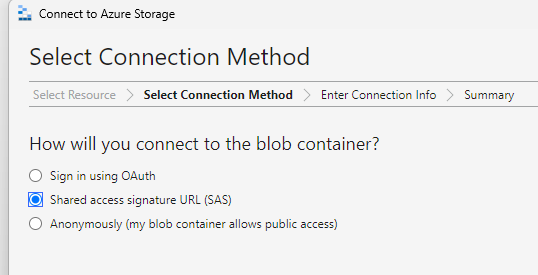 Connect to Azure Storage
Select Connection Method
Select Resource > Select Connection Method > Enter Connection Info > Summary
How will you connect to the blob container?
Sign in using OAuth
Shared access signature URL (SAS)
Anonymously (my blob container allows public access)